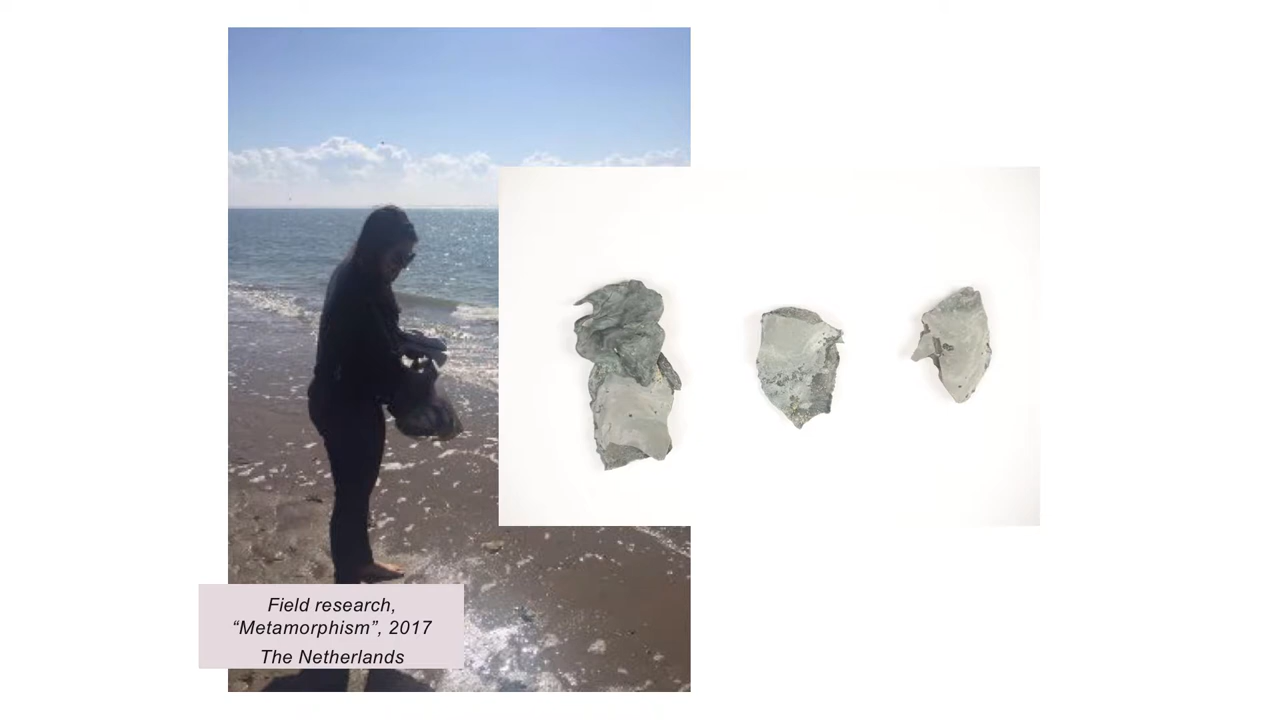 Field research,
“Metamorphism”, 2017
The Netherlands